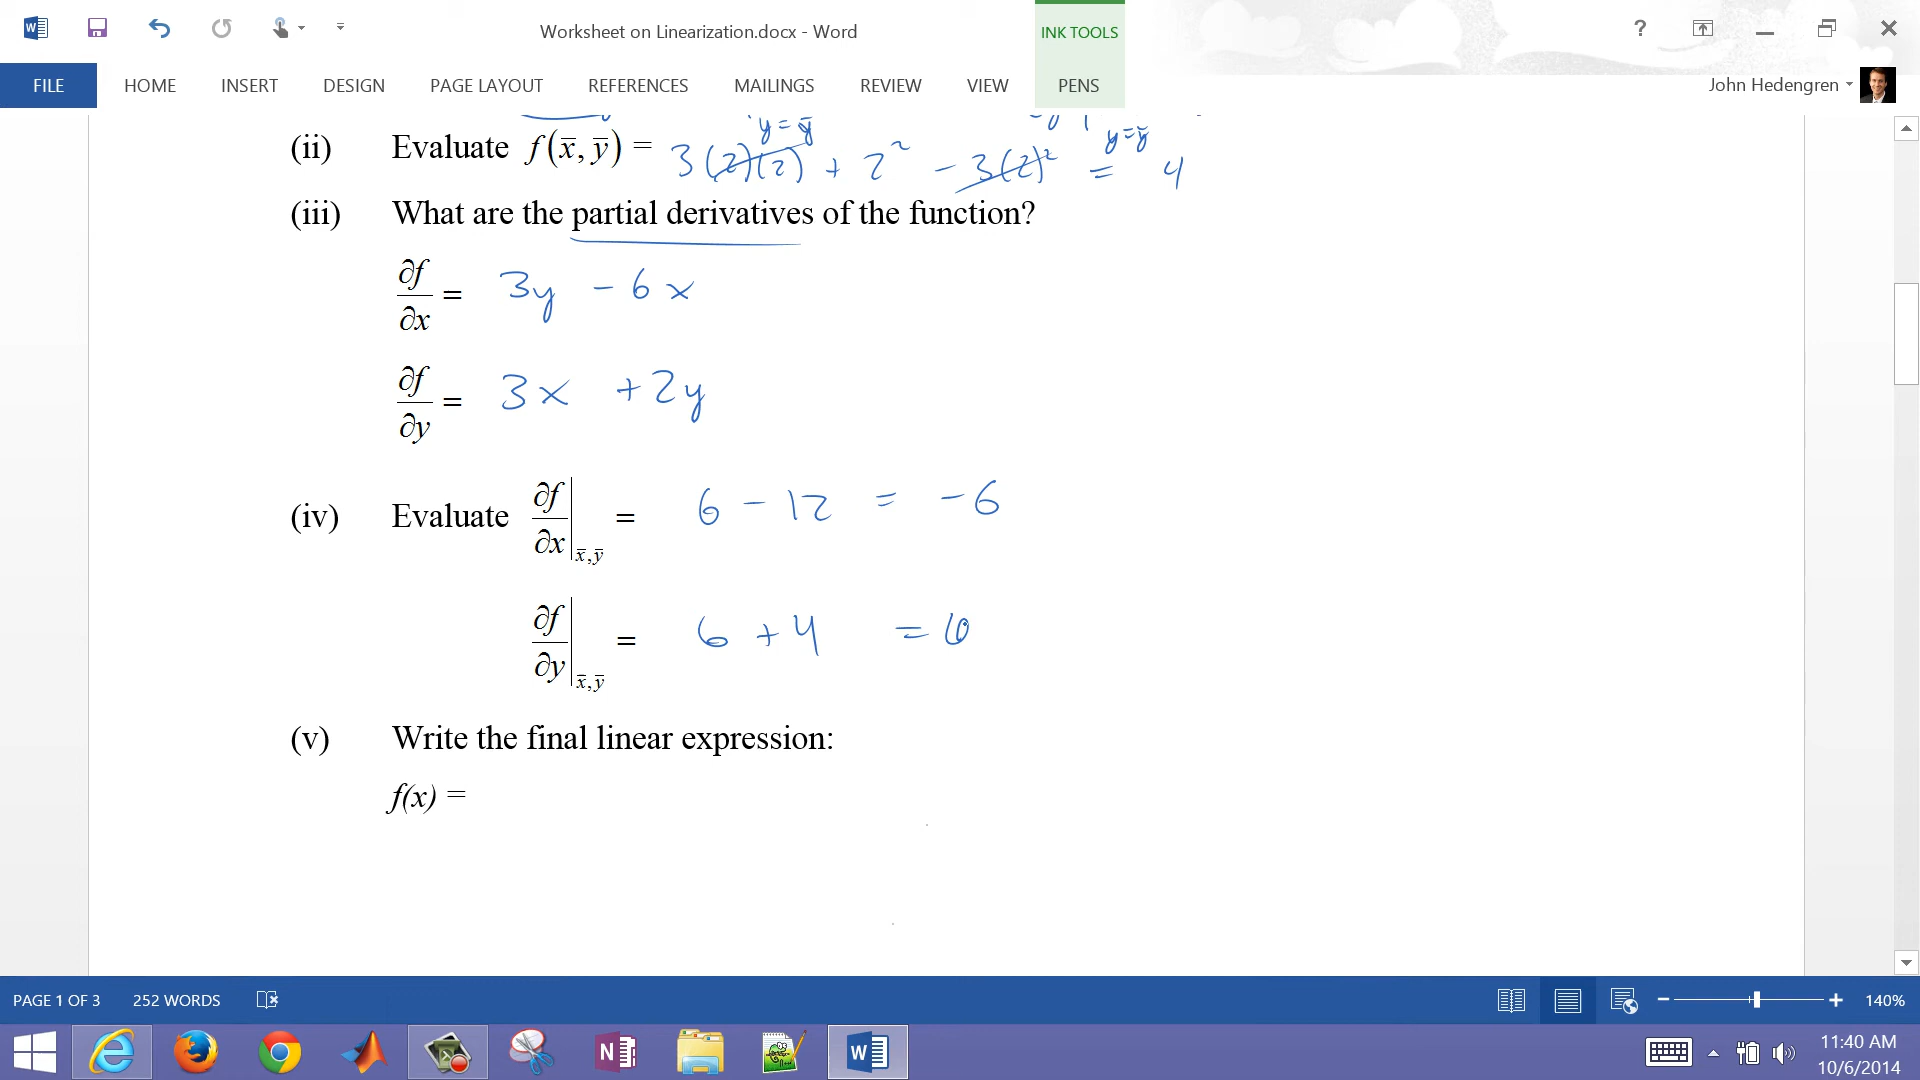 Worksheet on Linearization.docx - Word
INK TOOLS
?
FILE HOME INSERT DESIGN PAGE LAYOUT REFERENCES MAILINGS REVIEW VIEW PENS
John Hedengren
y = ȳ
y = ȳ
(ii) Evaluate f(x̄, ȳ) = 3(2)(2) + 2² - 3(2)² = 4
(iii) What are the partial derivatives of the function?
∂f/∂x = 3y - 6x
∂f/∂y = 3x + 2y
(iv) Evaluate ∂f/∂x|x̄,ȳ = 6 - 12 = -6
∂f/∂y|x̄,ȳ = 6 + 4 = 10
(v) Write the final linear expression:
f(x) =
PAGE 1 OF 3 252 WORDS
140%
11:40 AM
10/6/2014